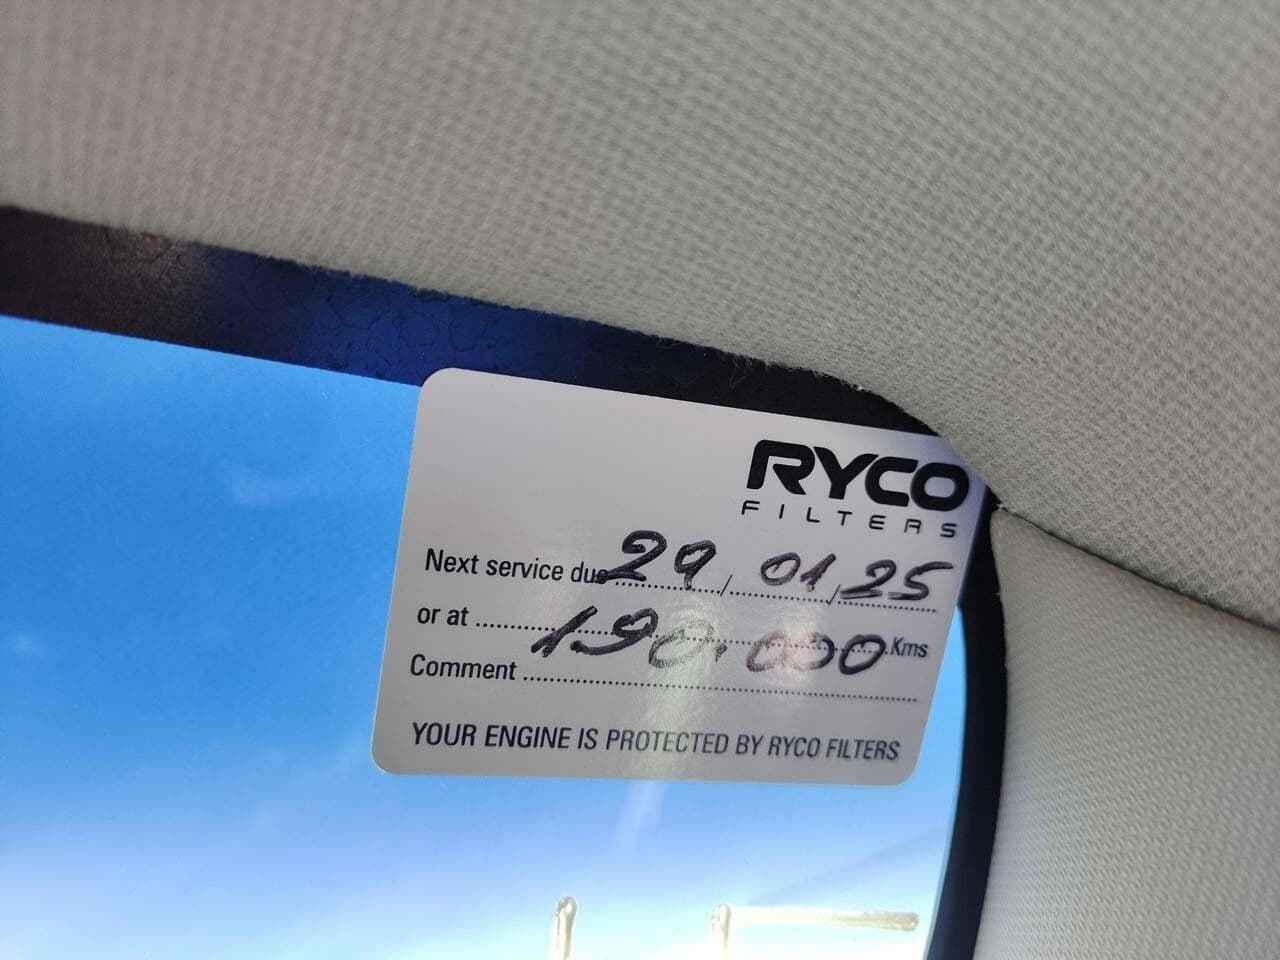 RYCO
FILTERS
Next service due 29/01/25
or at 190.000 Kms
Comment
YOUR ENGINE IS PROTECTED BY RYCO FILTERS